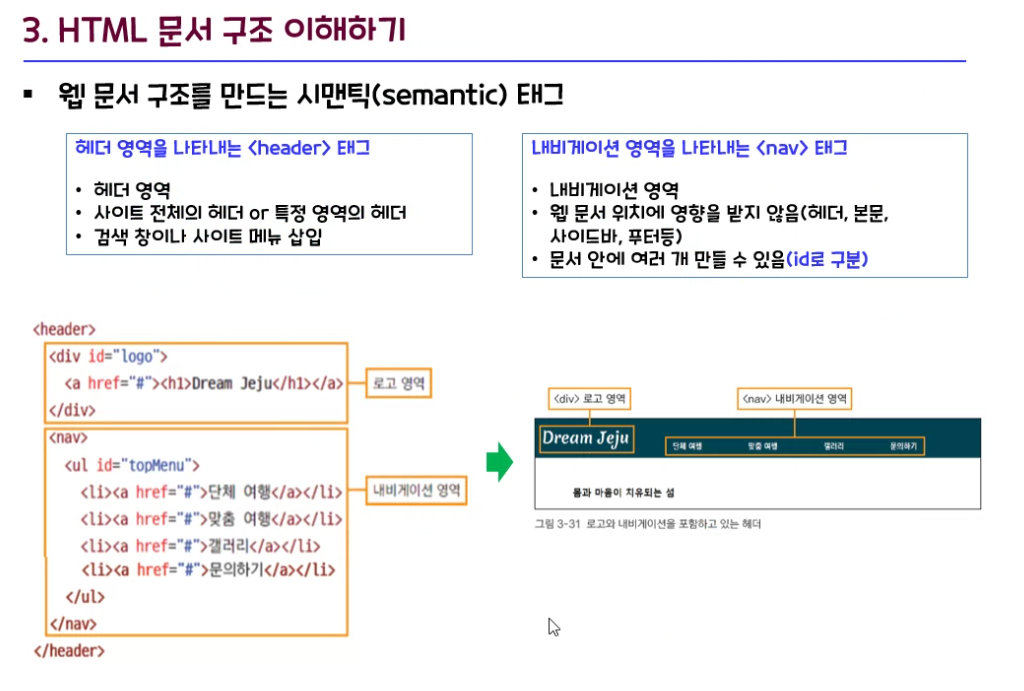 3. HTML 문서 구조 이해하기
▪ 웹 문서 구조를 만드는 시맨틱(semantic) 태그
헤더 영역을 나타내는 <header> 태그
• 헤더 영역
• 사이트 전체의 헤더 or 특정 영역의 헤더
• 검색 창이나 사이트 메뉴 삽입
내비게이션 영역을 나타내는 <nav> 태그
• 내비게이션 영역
• 웹 문서 위치에 영향을 받지 않음(헤더, 본문,
사이드바, 푸터등)
• 문서 안에 여러 개 만들 수 있음(id로 구분)
<header>
<div id="logo">
<a href="#"><h1>Dream Jeju</h1></a>
</div>
로고 영역
<nav>
<ul id="topMenu">
<li><a href="#">단체 여행</a></li>
<li><a href="#">맞춤 여행</a></li>
<li><a href="#">갤러리</a></li>
<li><a href="#">문의하기</a></li>
</ul>
</nav>
</header>
내비게이션 영역
<div> 로고 영역
<nav> 내비게이션 영역
Dream Jeju
단체 여행 맞춤 여행 갤러리 문의하기
몸과 마음이 치유되는 섬
그림 3-31 로고와 내비게이션을 포함하고 있는 헤더